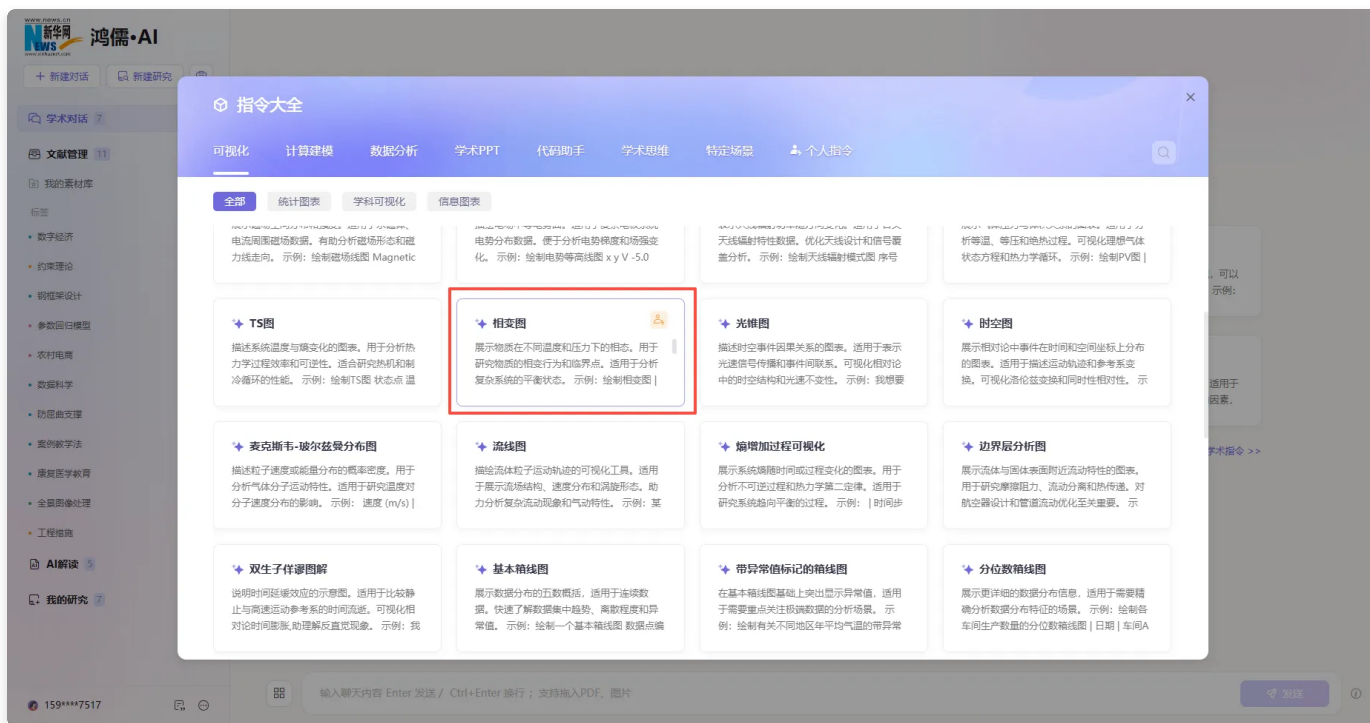 www.news.cn
新华网
NEWS
鸿儒•AI
+ 新建对话
新建研究
学术对话 7
文献管理 11
我的素材库
标签
• 数字经济
• 约束理论
• 钢框架设计
• 参数回归模型
• 农村电商
• 数据科学
• 防屈曲支撑
• 案例教学法
• 康复医学教育
• 全景图像处理
• 工程措施
AI解读 5
我的研究 7
159****7517
指令大全
可视化
计算建模
数据分析
学术PPT
代码助手
学术思维
特定场景
个人指令
全部
统计图表
学科可视化
信息图表
电流周围磁场数据。有助分析磁场形态和磁
力线走向。 示例：绘制磁场线图 Magnetic
电势分布数据。便于分析电势梯度和场强变
化。 示例：绘制电势等高线图 x y V -5.0
天线辐射特性数据。优化天线设计和信号覆
盖分析。 示例：绘制天线辐射模式图 序号
析等温、等压和绝热过程。可视化理想气体
状态方程和热力学循环。 示例：绘制PV图 |
TS图
描述系统温度与熵变化的图表。用于分析热
力学过程效率和可逆性。适合研究热机和制
冷循环的性能。 示例：绘制TS图 状态点 温
相变图
展示物质在不同温度和压力下的相态。用于
研究物质的相变行为和临界点。适用于分析
复杂系统的平衡状态。 示例：绘制相变图 |
光锥图
描述时空事件因果关系的图表。适用于表示
光速信号传播和事件间联系。可视化相对论
中的时空结构和光速不变性。 示例：我想要
时空图
展示相对论中事件在时间和空间坐标上分布
的图表。适用于描述运动轨迹和参考系变
换。可视化洛伦兹变换和同时性相对性。 示
麦克斯韦-玻尔兹曼分布图
描述粒子速度或能量分布的概率密度。用于
分析气体分子运动特性。适用于研究温度对
分子速度分布的影响。 示例： 速度 (m/s) |
流线图
描绘流体粒子运动轨迹的可视化工具。适用
于展示流场结构、速度分布和涡旋形态。助
力分析复杂流动现象和气动特性。 示例：某
熵增加过程可视化
展示系统熵随时间或过程变化的图表。用于
分析不可逆过程和热力学第二定律。适用于
研究系统趋向平衡的过程。 示例： | 时间步
边界层分析图
展示流体与固体表面附近流动特性的图表。
用于研究摩擦阻力、流动分离和热传递。对
航空器设计和管道流动优化至关重要。 示
双生子佯谬图解
说明时间延缓效应的示意图。适用于比较静
止与高速运动参考系的时间流逝。可视化相
对论时间膨胀,助理解反直觉现象。 示例：我
基本箱线图
展示数据分布的五数概括，适用于连续数
据。快速了解数据集中趋势、离散程度和异
常值。 示例：绘制一个基本箱线图 数据点编
带异常值标记的箱线图
在基本箱线图基础上突出显示异常值，适用
于需要重点关注极端数据的分析场景。 示
例：绘制有关不同地区年平均气温的带异常
分位数箱线图
展示更详细的数据分布信息，适用于需要精
确分析数据分布特征的场景。 示例：绘制各
车间生产数量的分位数箱线图 | 日期 | 车间A
，可以
示例：
适用于
因素，
学术指令 >>
输入聊天内容 Enter 发送 / Ctrl+Enter 换行 ；支持拖入PDF，图片
发送